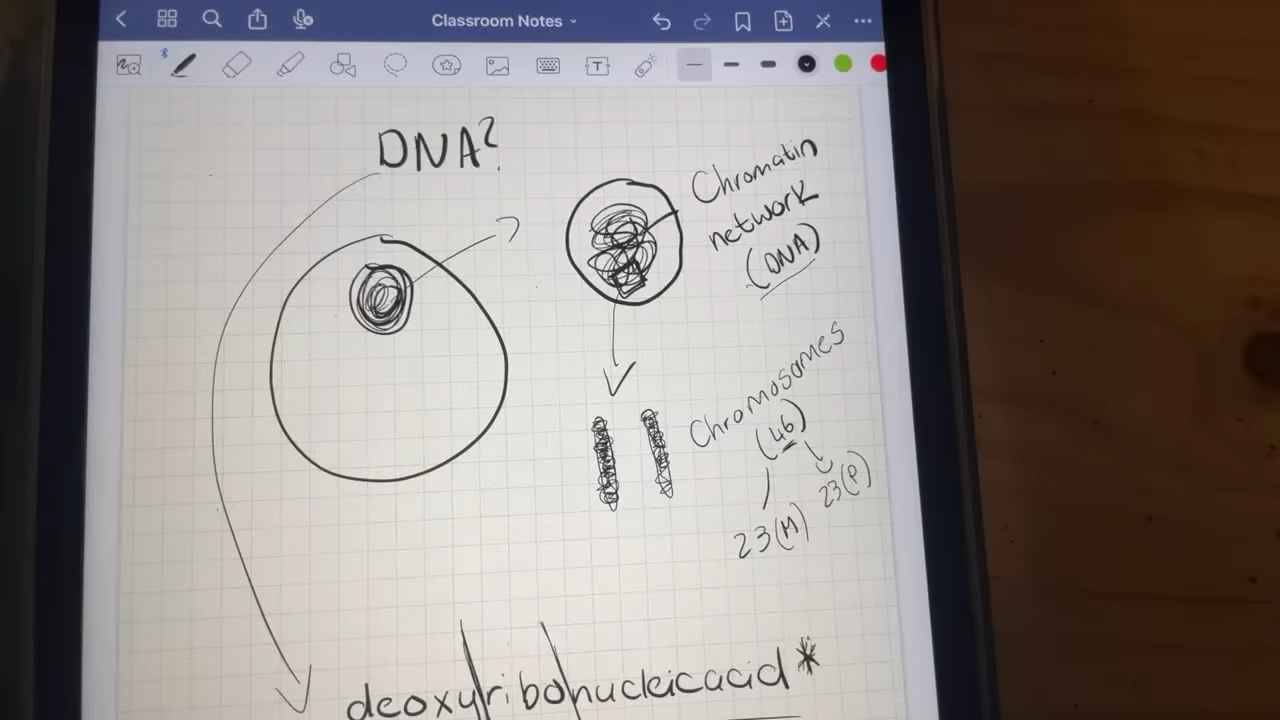 Classroom Notes
DNA?
Chromatin
network
(DNA)
Chromosomes
(46)
23(M)
23(P)
deoxyribonucleicacid*